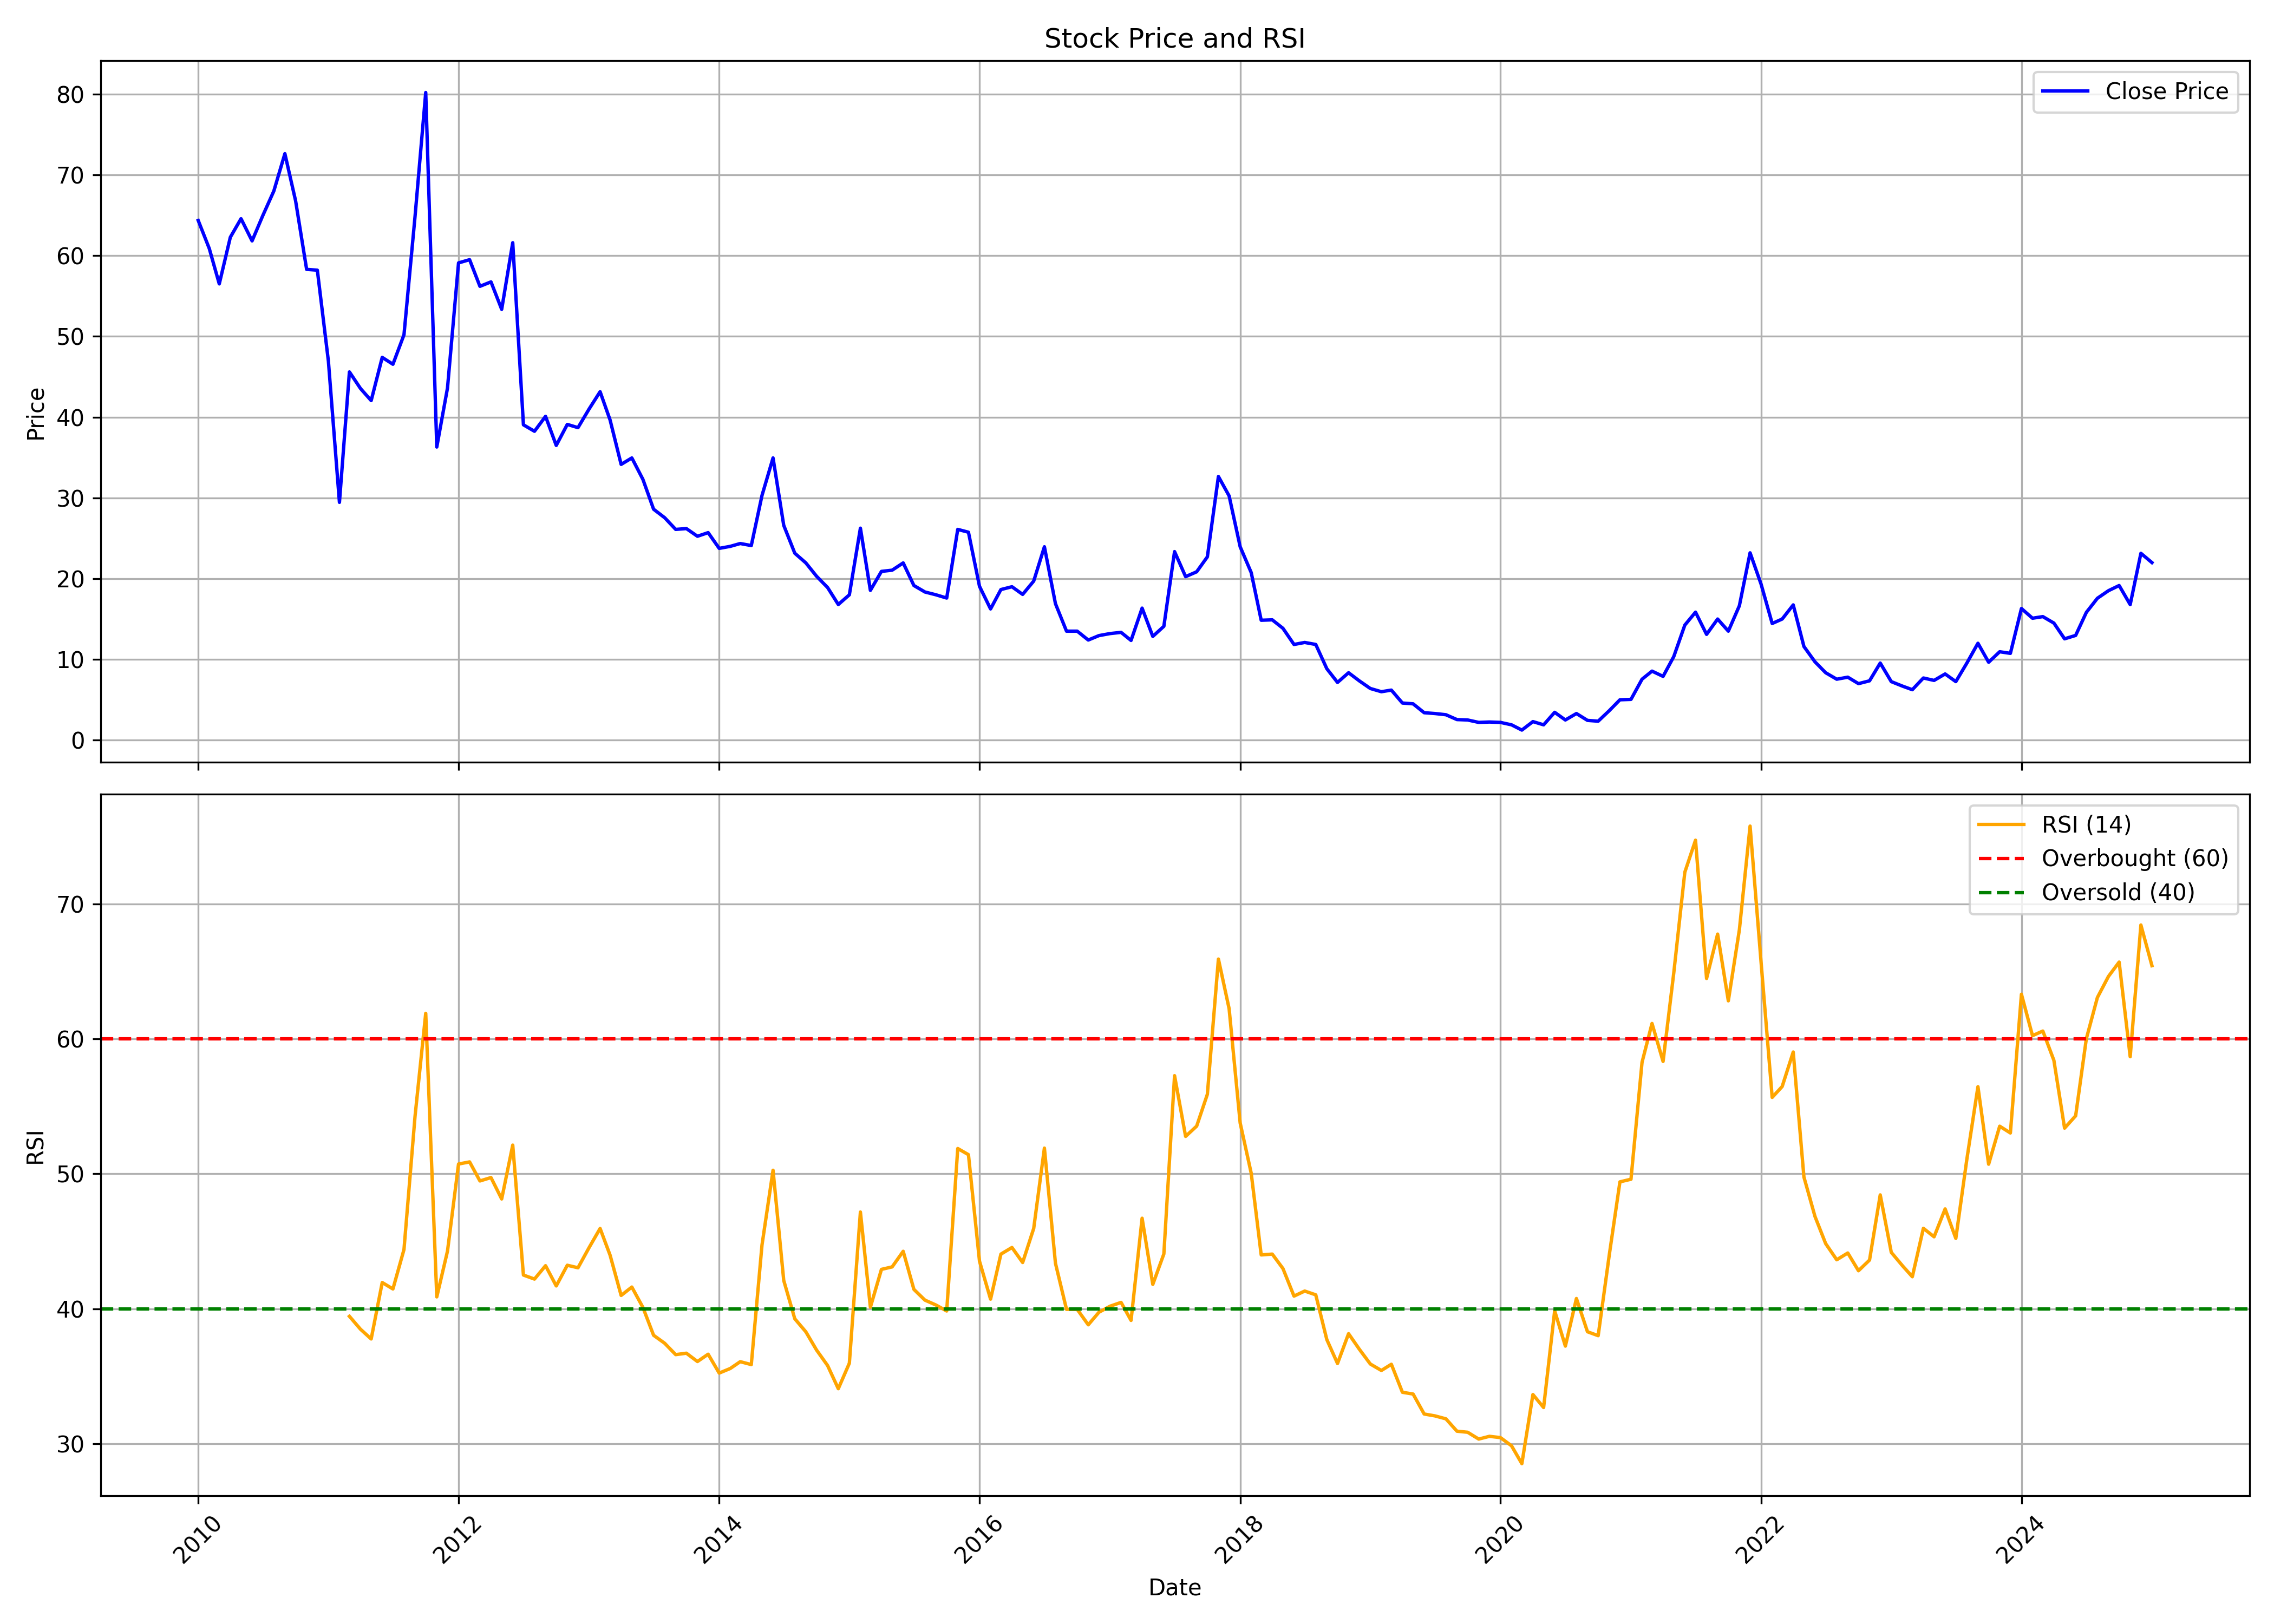 Stock Price and RSI
Close Price
80
70
60
50
40
30
20
10
0
Price
RSI (14)
Overbought (60)
Oversold (40)
70
60
50
40
30
RSI
2010
2012
2014
2016
2018
2020
2022
2024
Date